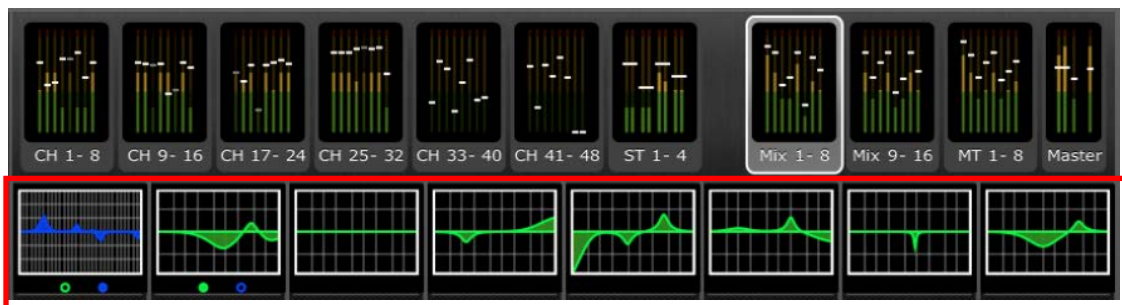 CH 1- 8 CH 9- 16 CH 17- 24 CH 25- 32 CH 33- 40 CH 41- 48 ST 1- 4 Mix 1- 8 Mix 9- 16 MT 1- 8 Master